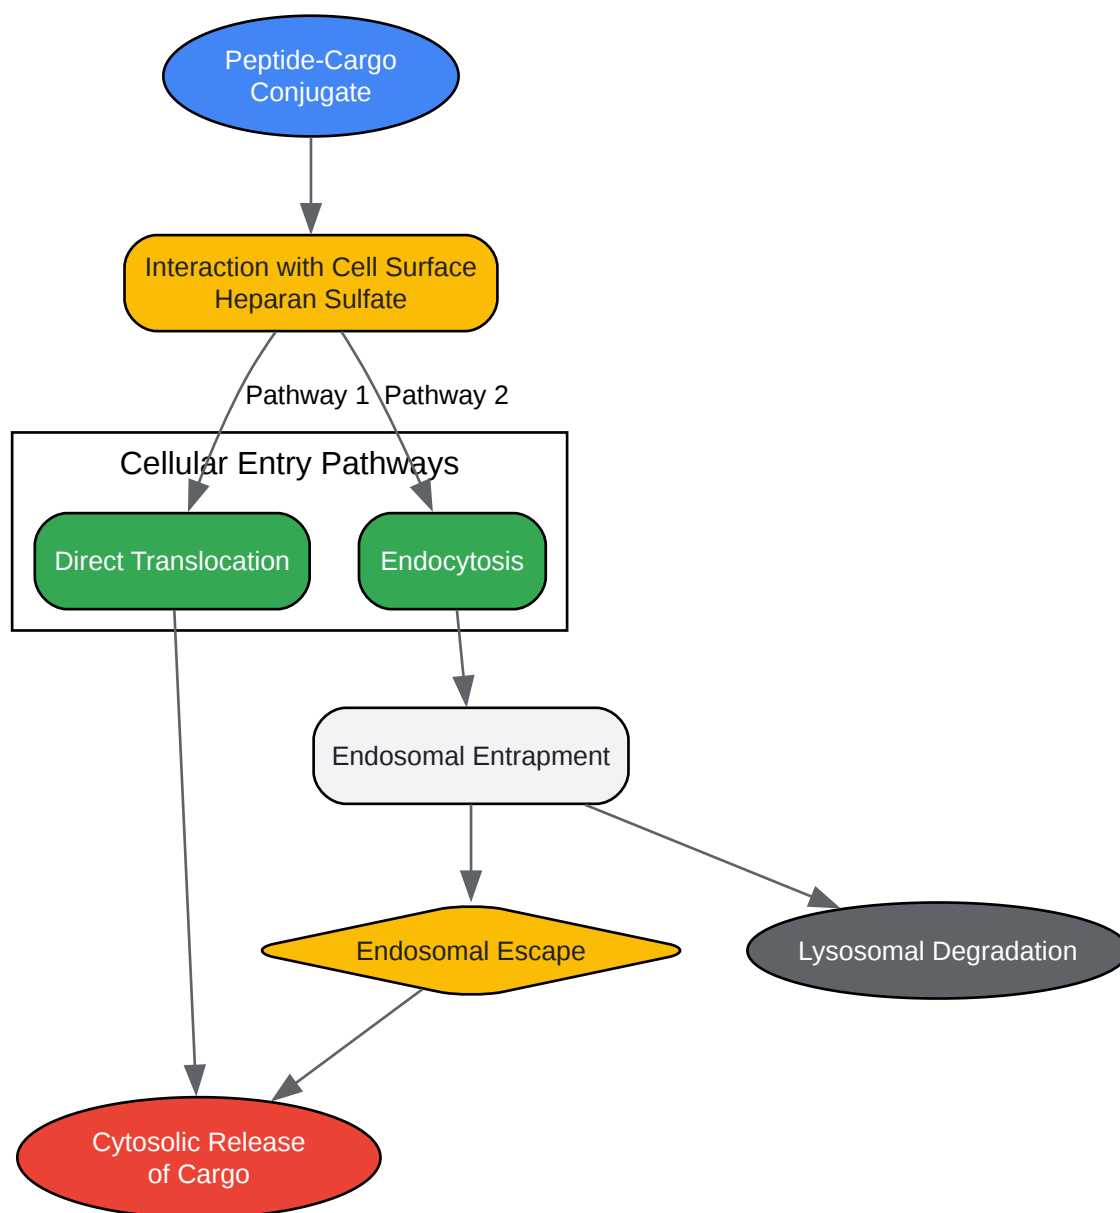 Peptide-Cargo
Conjugate
Interaction with Cell Surface
Heparan Sulfate
Pathway 1
Pathway 2
Cellular Entry Pathways
Direct Translocation
Endocytosis
Endosomal Entrapment
Endosomal Escape
Lysosomal Degradation
Cytosolic Release
of Cargo